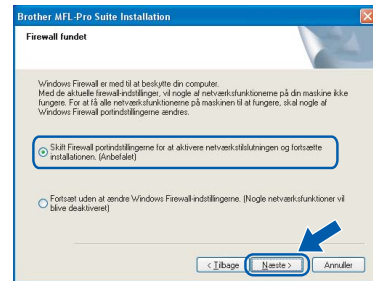 Brother MFL-Pro Suite Installation
Firewall fundet
Windows Firewall er med til at beskytte din computer.
Med de aktuelle firewall-indstillinger, vil nogle af netværksfunktionerne på din maskine ikke
fungere. For at få alle netværksfunktionerne på maskinen til at fungere, skal nogle af
Windows Firewall portindstillingerne ændres.
Skift Firewall portindstillingerne for at aktivere netværkstilslutningen og fortsætte
installationen. (Anbefalet)
Fortsæt uden at ændre Windows Firewall-indstillingerne. (Nogle netværksfunktioner vil
blive deaktiveret)
< Tilbage Næste > Annuller